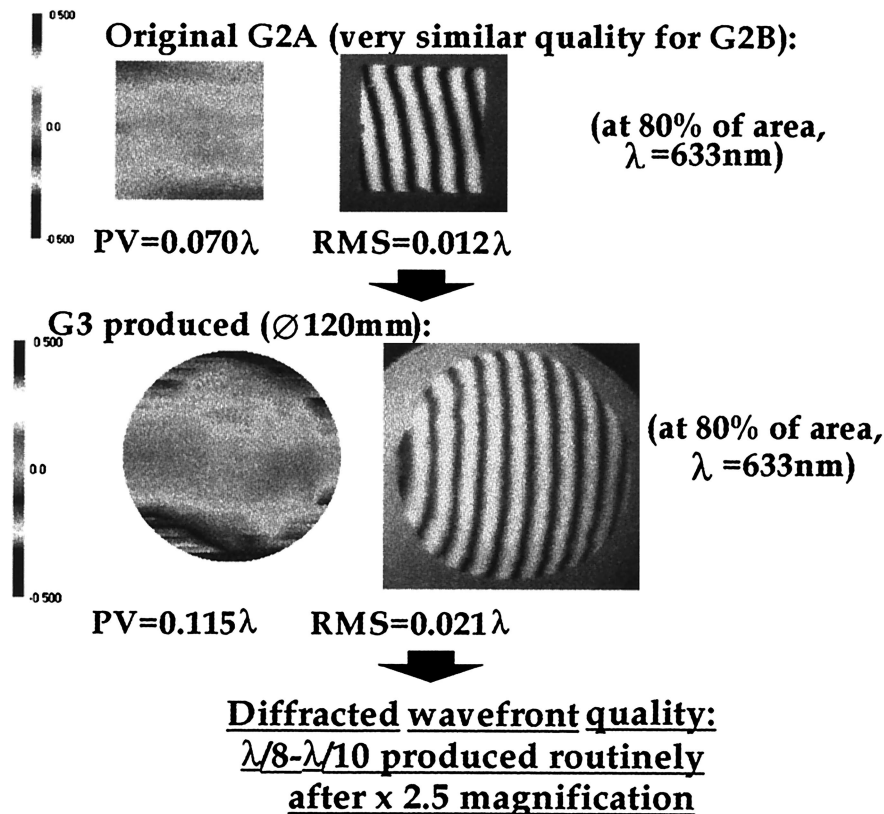 0.500
Original G2A (very similar quality for G2B):
0.0
(at 80% of area,
λ =633nm)
-0.500
PV=0.070λ RMS=0.012λ
G3 produced (∅120mm):
0.500
(at 80% of area,
0.0
λ =633nm)
-0.500
PV=0.115λ RMS=0.021λ
Diffracted wavefront quality:
λ/8-λ/10 produced routinely
after x 2.5 magnification